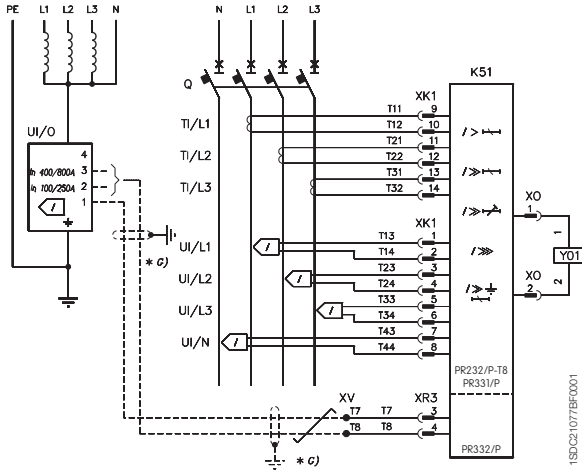 PE L1 L2 L3 N
N L1 L2 L3
Q
K51
XK1
TI/L1
T11 9
T12 10
TI/L2
T21 11
T22 12
TI/L3
T31 13
T32 14
UI/O
4
In 400/800A 3
In 100/250A 2
1
* G)
XK1
UI/L1
T13 1
T14 2
UI/L2
T23 3
T24 4
UI/L3
T33 5
T34 6
UI/N
T43 7
T44 8
XO
1
1
YO1
XO
2
2
PR232/P-T8
PR331/P
XV
XR3
T7 T7 3
T8 T8 4
PR332/P
* G)
1SDC21077BF0001